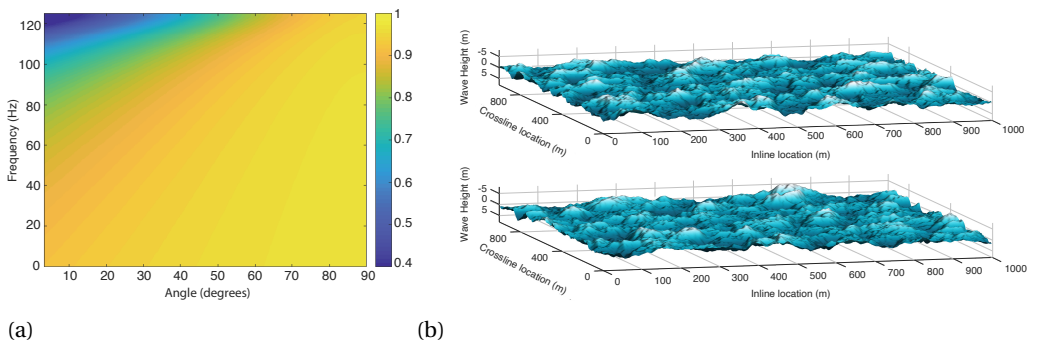 120
100
80
60
40
20
0
Frequency (Hz)
10 20 30 40 50 60 70 80 90
Angle (degrees)
1
0.9
0.8
0.7
0.6
0.5
0.4
(a)
Wave Height (m)
-5
0
5
800
400
0
Crossline location (m)
0 100 200 300 400 500 600 700 800 900 1000
Inline location (m)
Wave Height (m)
-5
0
5
800
400
0
Crossline location (m)
0 100 200 300 400 500 600 700 800 900 1000
Inline location (m)
(b)